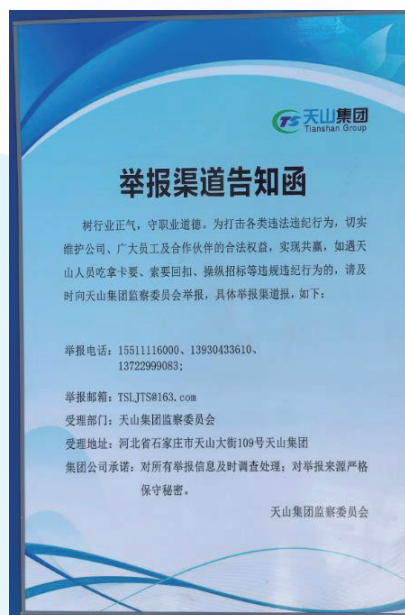 TS 天山集团
Tianshan Group
举报渠道告知函
树行业正气，守职业道德。为打击各类违法违纪行为，切实
维护公司、广大员工及合作伙伴的合法权益，实现共赢，如遇天
山人员吃拿卡要、索要回扣、操纵招标等违规违纪行为的，请及
时向天山集团监察委员会举报，具体举报渠道报，如下：
举报电话：15511116000、13930433610、
13722999083;
举报邮箱：TSLJTS@163.com
受理部门：天山集团监察委员会
受理地址：河北省石家庄市天山大街109号天山集团
集团公司承诺：对所有举报信息及时调查处理；对举报来源严格
保守秘密。
天山集团监察委员会